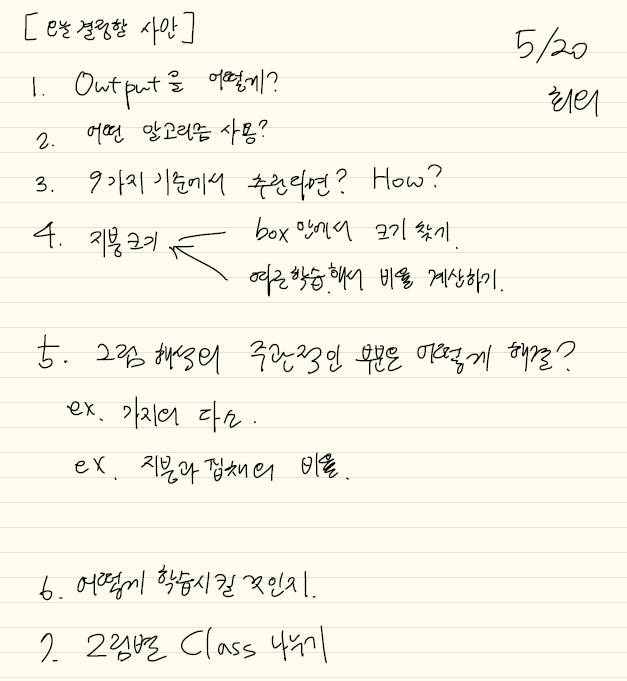 [오늘 결정할 사안]
5/20
회의
1. Output을 어떻게?
2. 어떤 알고리즘 사용?
3. 9가지 기준에서 추린다면? How?
4. 지붕크기 box 안에서 크기 찾기.
따로학습.해서 비율 계산하기.
5. 그림 해석의 주관적인 부분은 어떻게 해결?
ex. 가지의 다소.
ex. 지붕과 집체의 비율.
6. 어떻게 학습시킬 것인지.
7. 그림별 Class 나누기